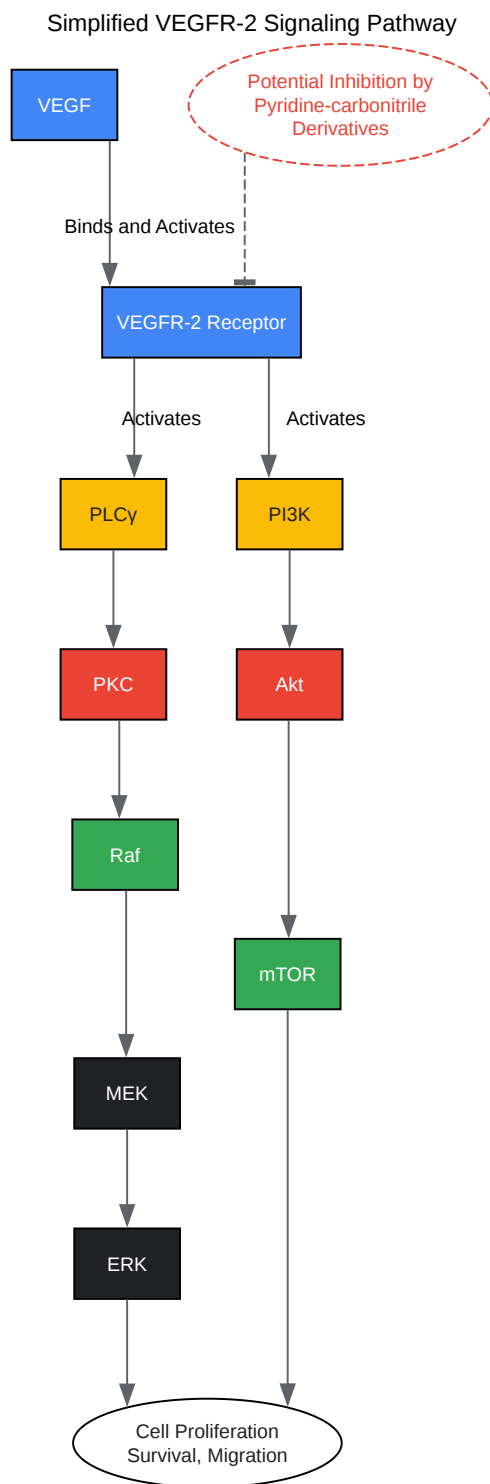 Simplified VEGFR-2 Signaling Pathway
VEGF
Potential Inhibition by
Pyridine-carbonitrile
Derivatives
Binds and Activates
VEGFR-2 Receptor
Activates
Activates
PLCγ
PI3K
PKC
Akt
Raf
mTOR
MEK
ERK
Cell Proliferation
Survival, Migration